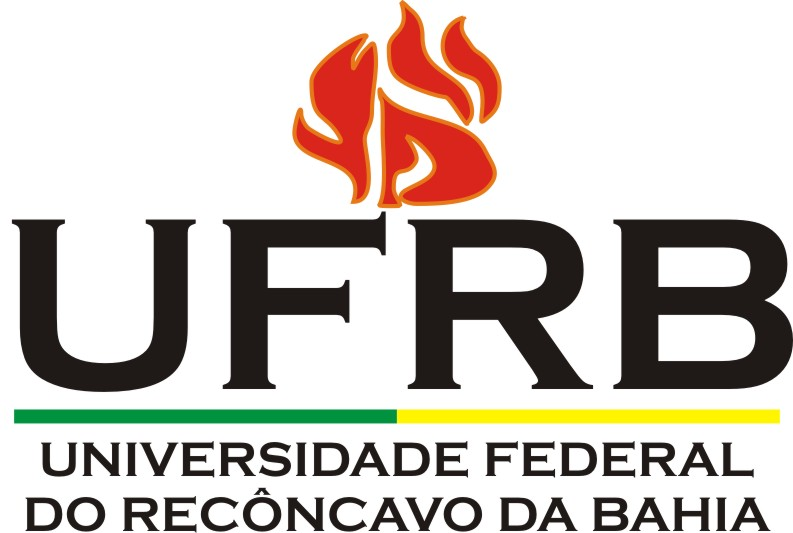 UFRB
UNIVERSIDADE FEDERAL
DO RECÔNCAVO DA BAHIA